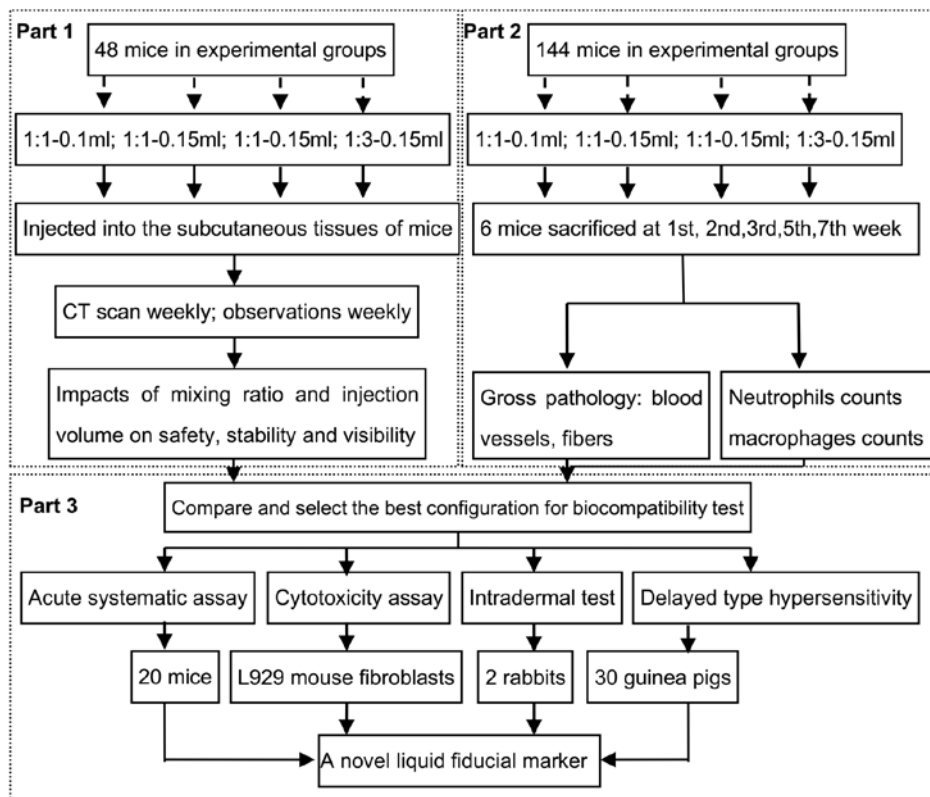 Part 1
48 mice in experimental groups
1:1-0.1ml; 1:1-0.15ml; 1:1-0.15ml; 1:3-0.15ml
Injected into the subcutaneous tissues of mice
CT scan weekly; observations weekly
Impacts of mixing ratio and injection
volume on safety, stability and visibility
Part 2
144 mice in experimental groups
1:1-0.1ml; 1:1-0.15ml; 1:1-0.15ml; 1:3-0.15ml
6 mice sacrificed at 1st, 2nd,3rd,5th,7th week
Gross pathology: blood
vessels, fibers
Neutrophils counts
macrophages counts
Part 3
Compare and select the best configuration for biocompatibility test
Acute systematic assay
Cytotoxicity assay
Intradermal test
Delayed type hypersensitivity
20 mice
L929 mouse fibroblasts
2 rabbits
30 guinea pigs
A novel liquid fiducial marker